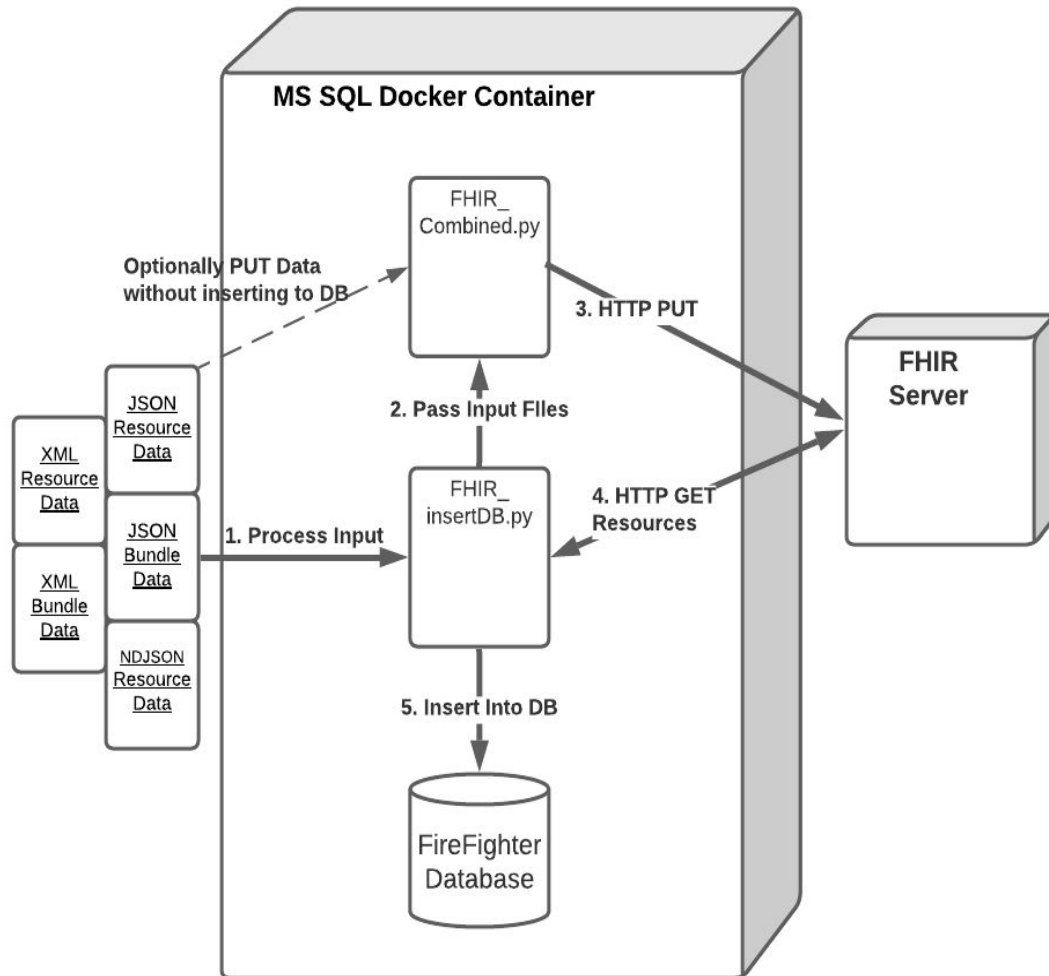 MS SQL Docker Container
FHIR_
Combined.py
Optionally PUT Data
without inserting to DB
3. HTTP PUT
FHIR
Server
JSON
Resource
Data
2. Pass Input FIles
XML
Resource
Data
FHIR_
insertDB.py
4. HTTP GET
Resources
JSON
Bundle
Data
1. Process Input
XML
Bundle
Data
NDJSON
Resource
Data
5. Insert Into DB
FireFighter
Database